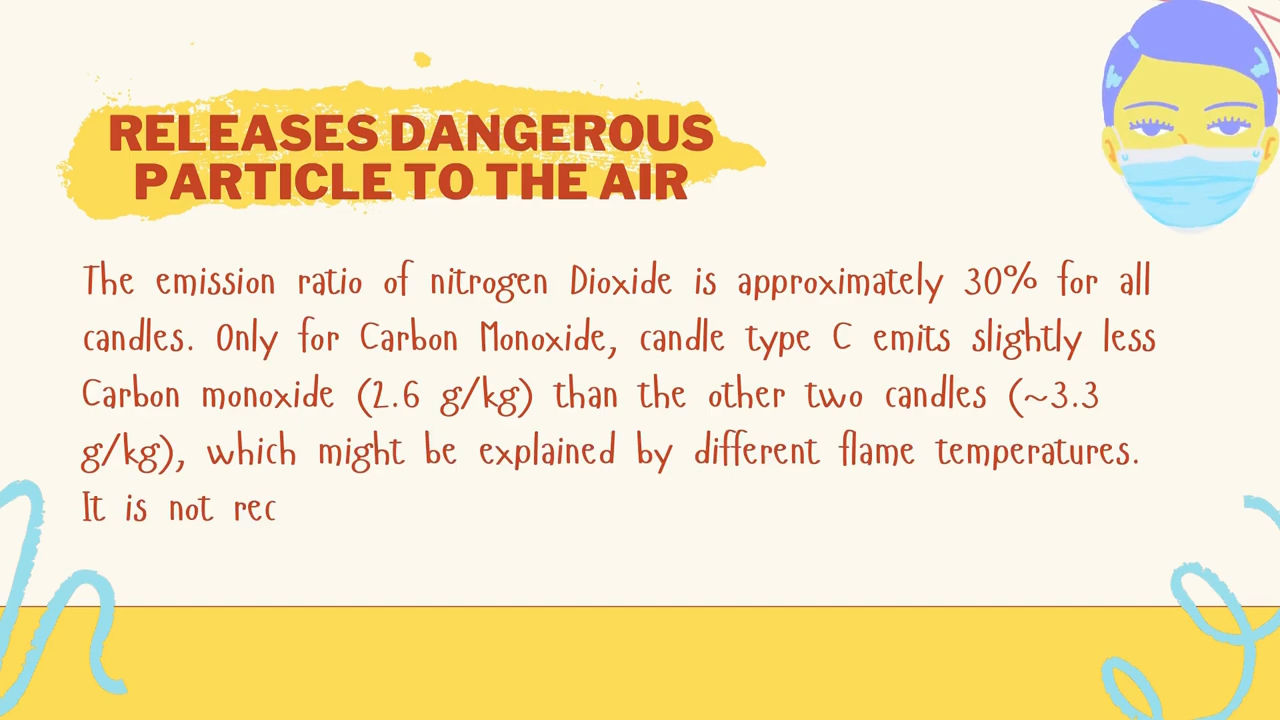 RELEASES DANGEROUS
PARTICLE TO THE AIR
The emission ratio of nitrogen Dioxide is approximately 30% for all
candles. Only for Carbon Monoxide, candle type C emits slightly less
Carbon monoxide (2.6 g/kg) than the other two candles (~3.3
g/kg), which might be explained by different flame temperatures.
It is not rec